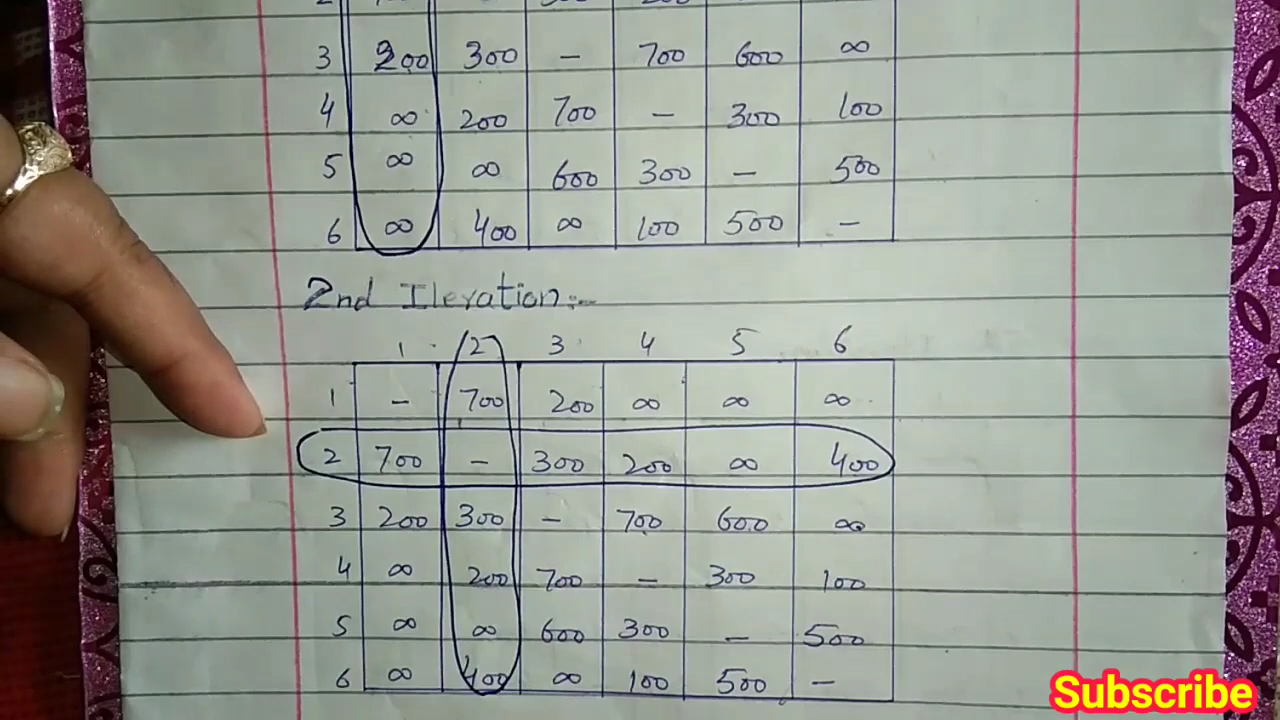 3 200 300 - 700 600 ∞
4 ∞ 200 700 - 300 100
5 ∞ ∞ 600 300 - 500
6 ∞ 400 ∞ 100 500 -
2nd Ilevation:-
1 2 3 4 5 6
1 - 700 200 ∞ ∞ ∞
2 700 - 300 200 ∞ 400
3 200 300 - 700 600 ∞
4 ∞ 200 700 - 300 100
5 ∞ ∞ 600 300 - 500
6 ∞ 400 ∞ 100 500 -
Subscribe